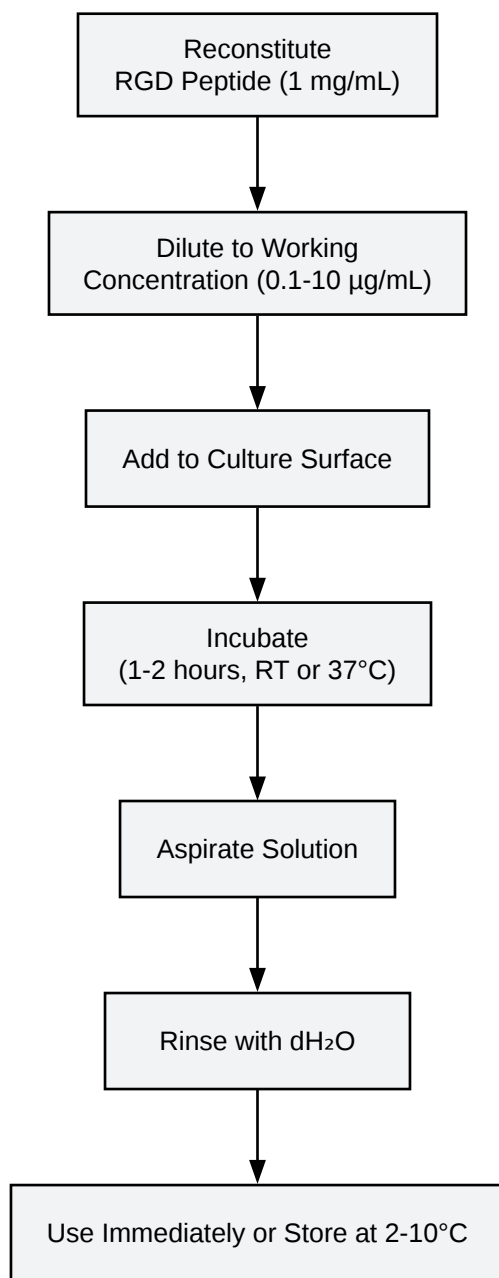 Reconstitute
RGD Peptide (1 mg/mL)
Dilute to Working
Concentration (0.1-10 µg/mL)
Add to Culture Surface
Incubate
(1-2 hours, RT or 37°C)
Aspirate Solution
Rinse with dH₂O
Use Immediately or Store at 2-10°C